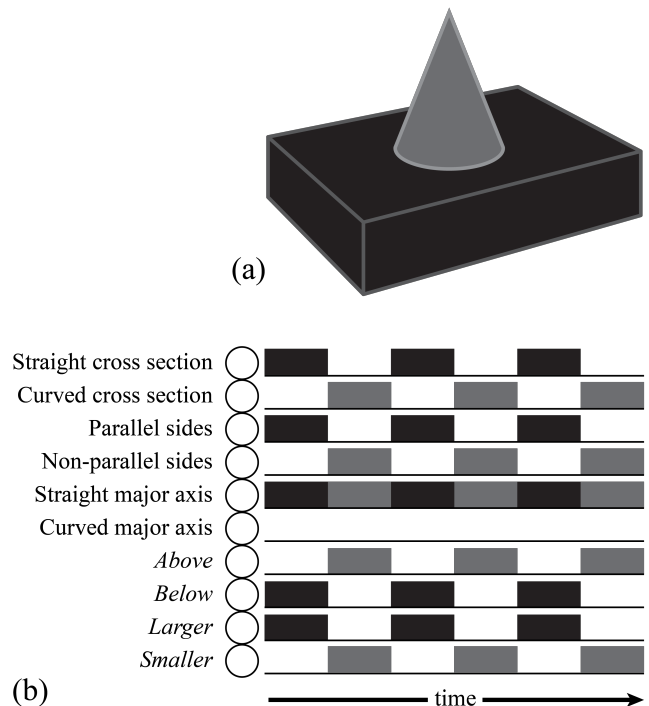 (a)
Straight cross section
Curved cross section
Parallel sides
Non-parallel sides
Straight major axis
Curved major axis
Above
Below
Larger
Smaller
(b)
time